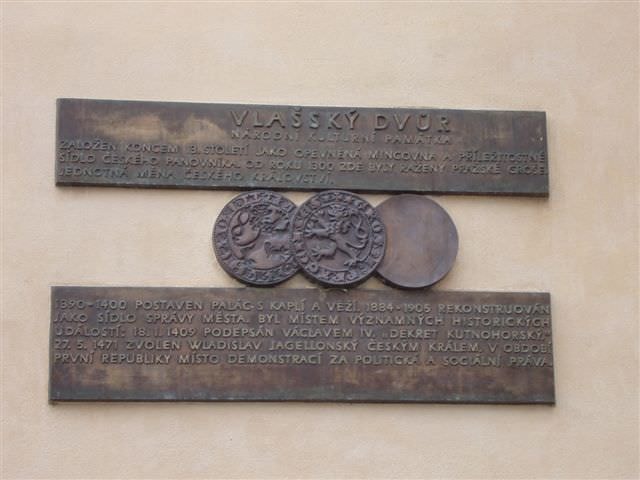 VLAŠSKÝ DVŮR
NÁRODNÍ KULTURNÍ PAMÁTKA
ZALOŽEN KONCEM 13. STOLETÍ JAKO OPEVNĚNÁ MINCOVNA A PŘÍLEŽITOSTNÉ
SÍDLO ČESKÉHO PANOVNÍKA. OD ROKU 1300 ZDE BYLY RAŽENY PRAŽSKÉ GROŠE,
JEDNOTNÁ MĚNA ČESKÉHO KRÁLOVSTVÍ.
1390-1400 POSTAVEN PALÁC S KAPLÍ A VĚŽÍ. 1884-1905 REKONSTRUOVÁN
JAKO SÍDLO SPRÁVY MĚSTA. BYL MÍSTEM VÝZNAMNÝCH HISTORICKÝCH
UDÁLOSTÍ: 18. 1. 1409 PODEPSÁN VÁCLAVEM IV. DEKRET KUTNOHORSKÝ.
27. 5. 1471 ZVOLEN WLADISLAV JAGELLONSKÝ ČESKÝM KRÁLEM. V OBDOBÍ
PRVNÍ REPUBLIKY MÍSTO DEMONSTRACÍ ZA POLITICKÁ A SOCIÁLNÍ PRÁVA.